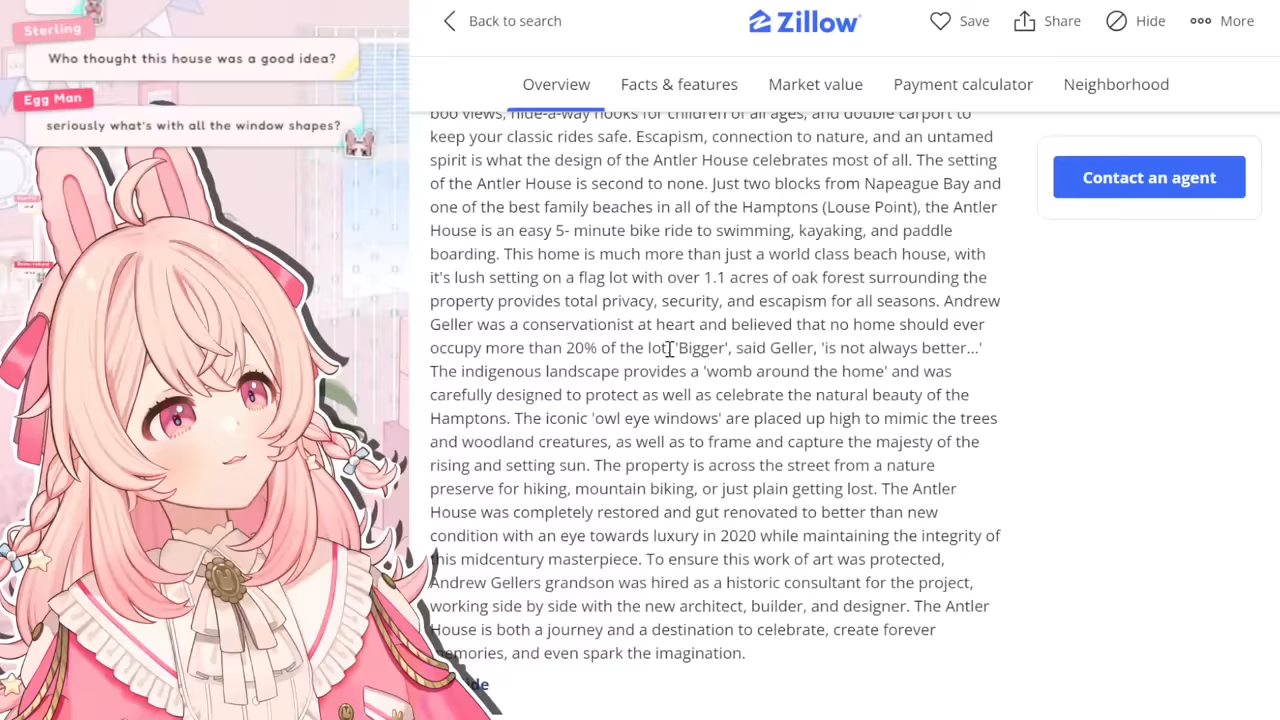 Sterling
Who thought this house was a good idea?
Egg Man
seriously what's with all the window shapes?
Back to search
Zillow
Save
Share
Hide
More
Overview
Facts & features
Market value
Payment calculator
Neighborhood
boo views, hide-a-way nooks for children of all ages, and double carport to
keep your classic rides safe. Escapism, connection to nature, and an untamed
spirit is what the design of the Antler House celebrates most of all. The setting
of the Antler House is second to none. Just two blocks from Napeague Bay and
one of the best family beaches in all of the Hamptons (Louse Point), the Antler
House is an easy 5- minute bike ride to swimming, kayaking, and paddle
boarding. This home is much more than just a world class beach house, with
it's lush setting on a flag lot with over 1.1 acres of oak forest surrounding the
property provides total privacy, security, and escapism for all seasons. Andrew
Geller was a conservationist at heart and believed that no home should ever
occupy more than 20% of the lot 'Bigger', said Geller, 'is not always better...'
The indigenous landscape provides a 'womb around the home' and was
carefully designed to protect as well as celebrate the natural beauty of the
Hamptons. The iconic 'owl eye windows' are placed up high to mimic the trees
and woodland creatures, as well as to frame and capture the majesty of the
rising and setting sun. The property is across the street from a nature
preserve for hiking, mountain biking, or just plain getting lost. The Antler
House was completely restored and gut renovated to better than new
condition with an eye towards luxury in 2020 while maintaining the integrity of
this midcentury masterpiece. To ensure this work of art was protected,
Andrew Gellers grandson was hired as a historic consultant for the project,
working side by side with the new architect, builder, and designer. The Antler
House is both a journey and a destination to celebrate, create forever
memories, and even spark the imagination.
Contact an agent